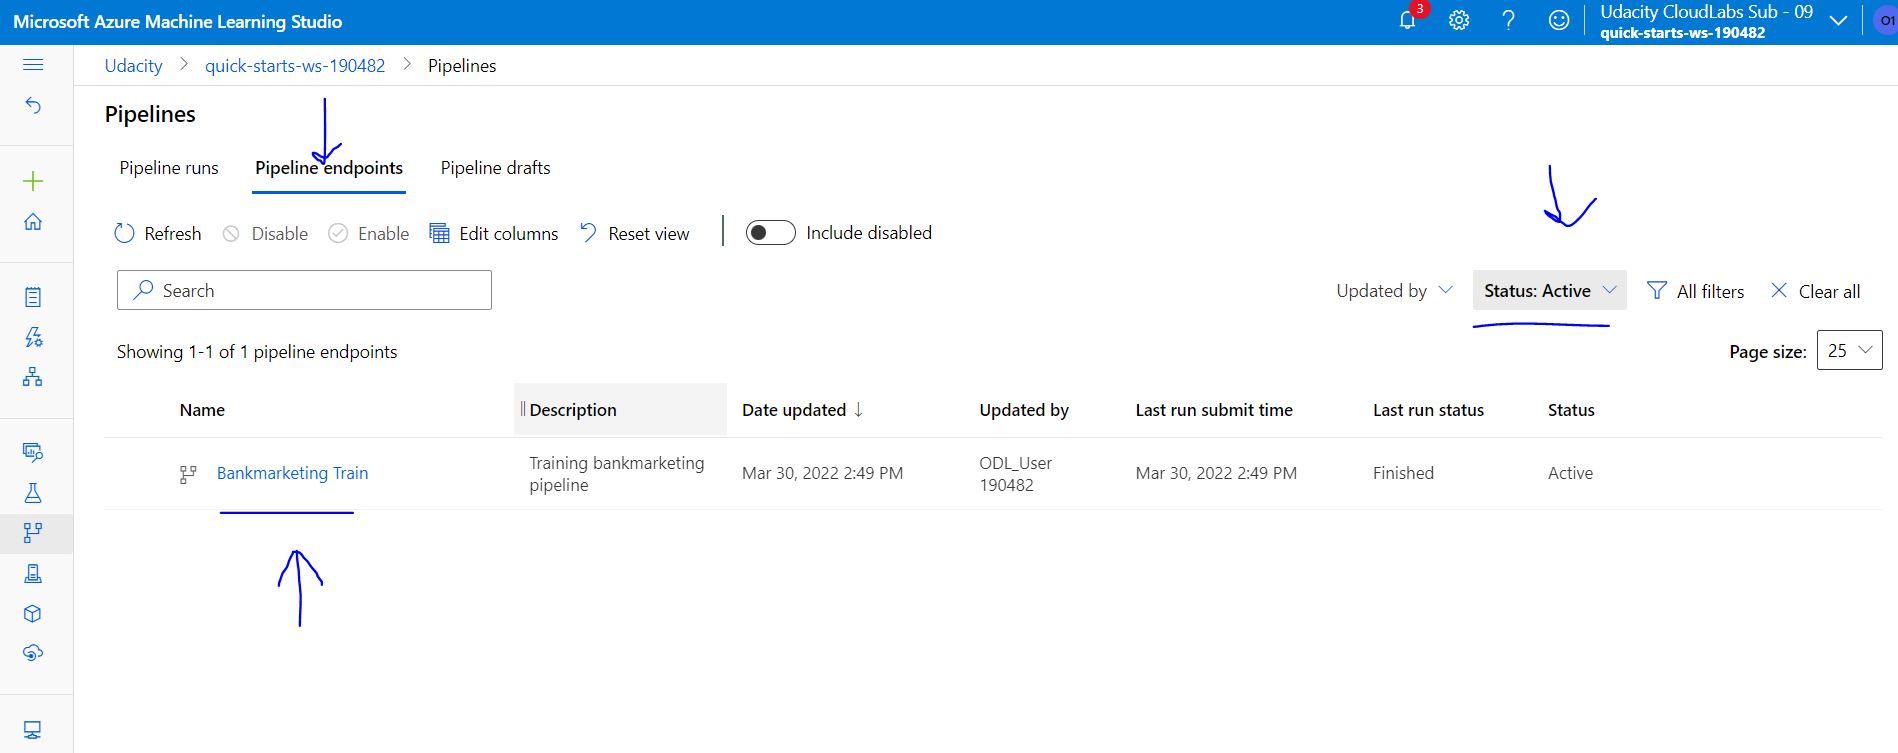 Microsoft Azure Machine Learning Studio
3
Udacity CloudLabs Sub - 09
quick-starts-ws-190482
O1
Udacity > quick-starts-ws-190482 > Pipelines
Pipelines
Pipeline runs Pipeline endpoints Pipeline drafts
Refresh Disable Enable Edit columns Reset view Include disabled
Search Updated by Status: Active All filters Clear all
Showing 1-1 of 1 pipeline endpoints Page size: 25
Name Description Date updated ↓ Updated by Last run submit time Last run status Status
Bankmarketing Train Training bankmarketing pipeline Mar 30, 2022 2:49 PM ODL_User 190482 Mar 30, 2022 2:49 PM Finished Active